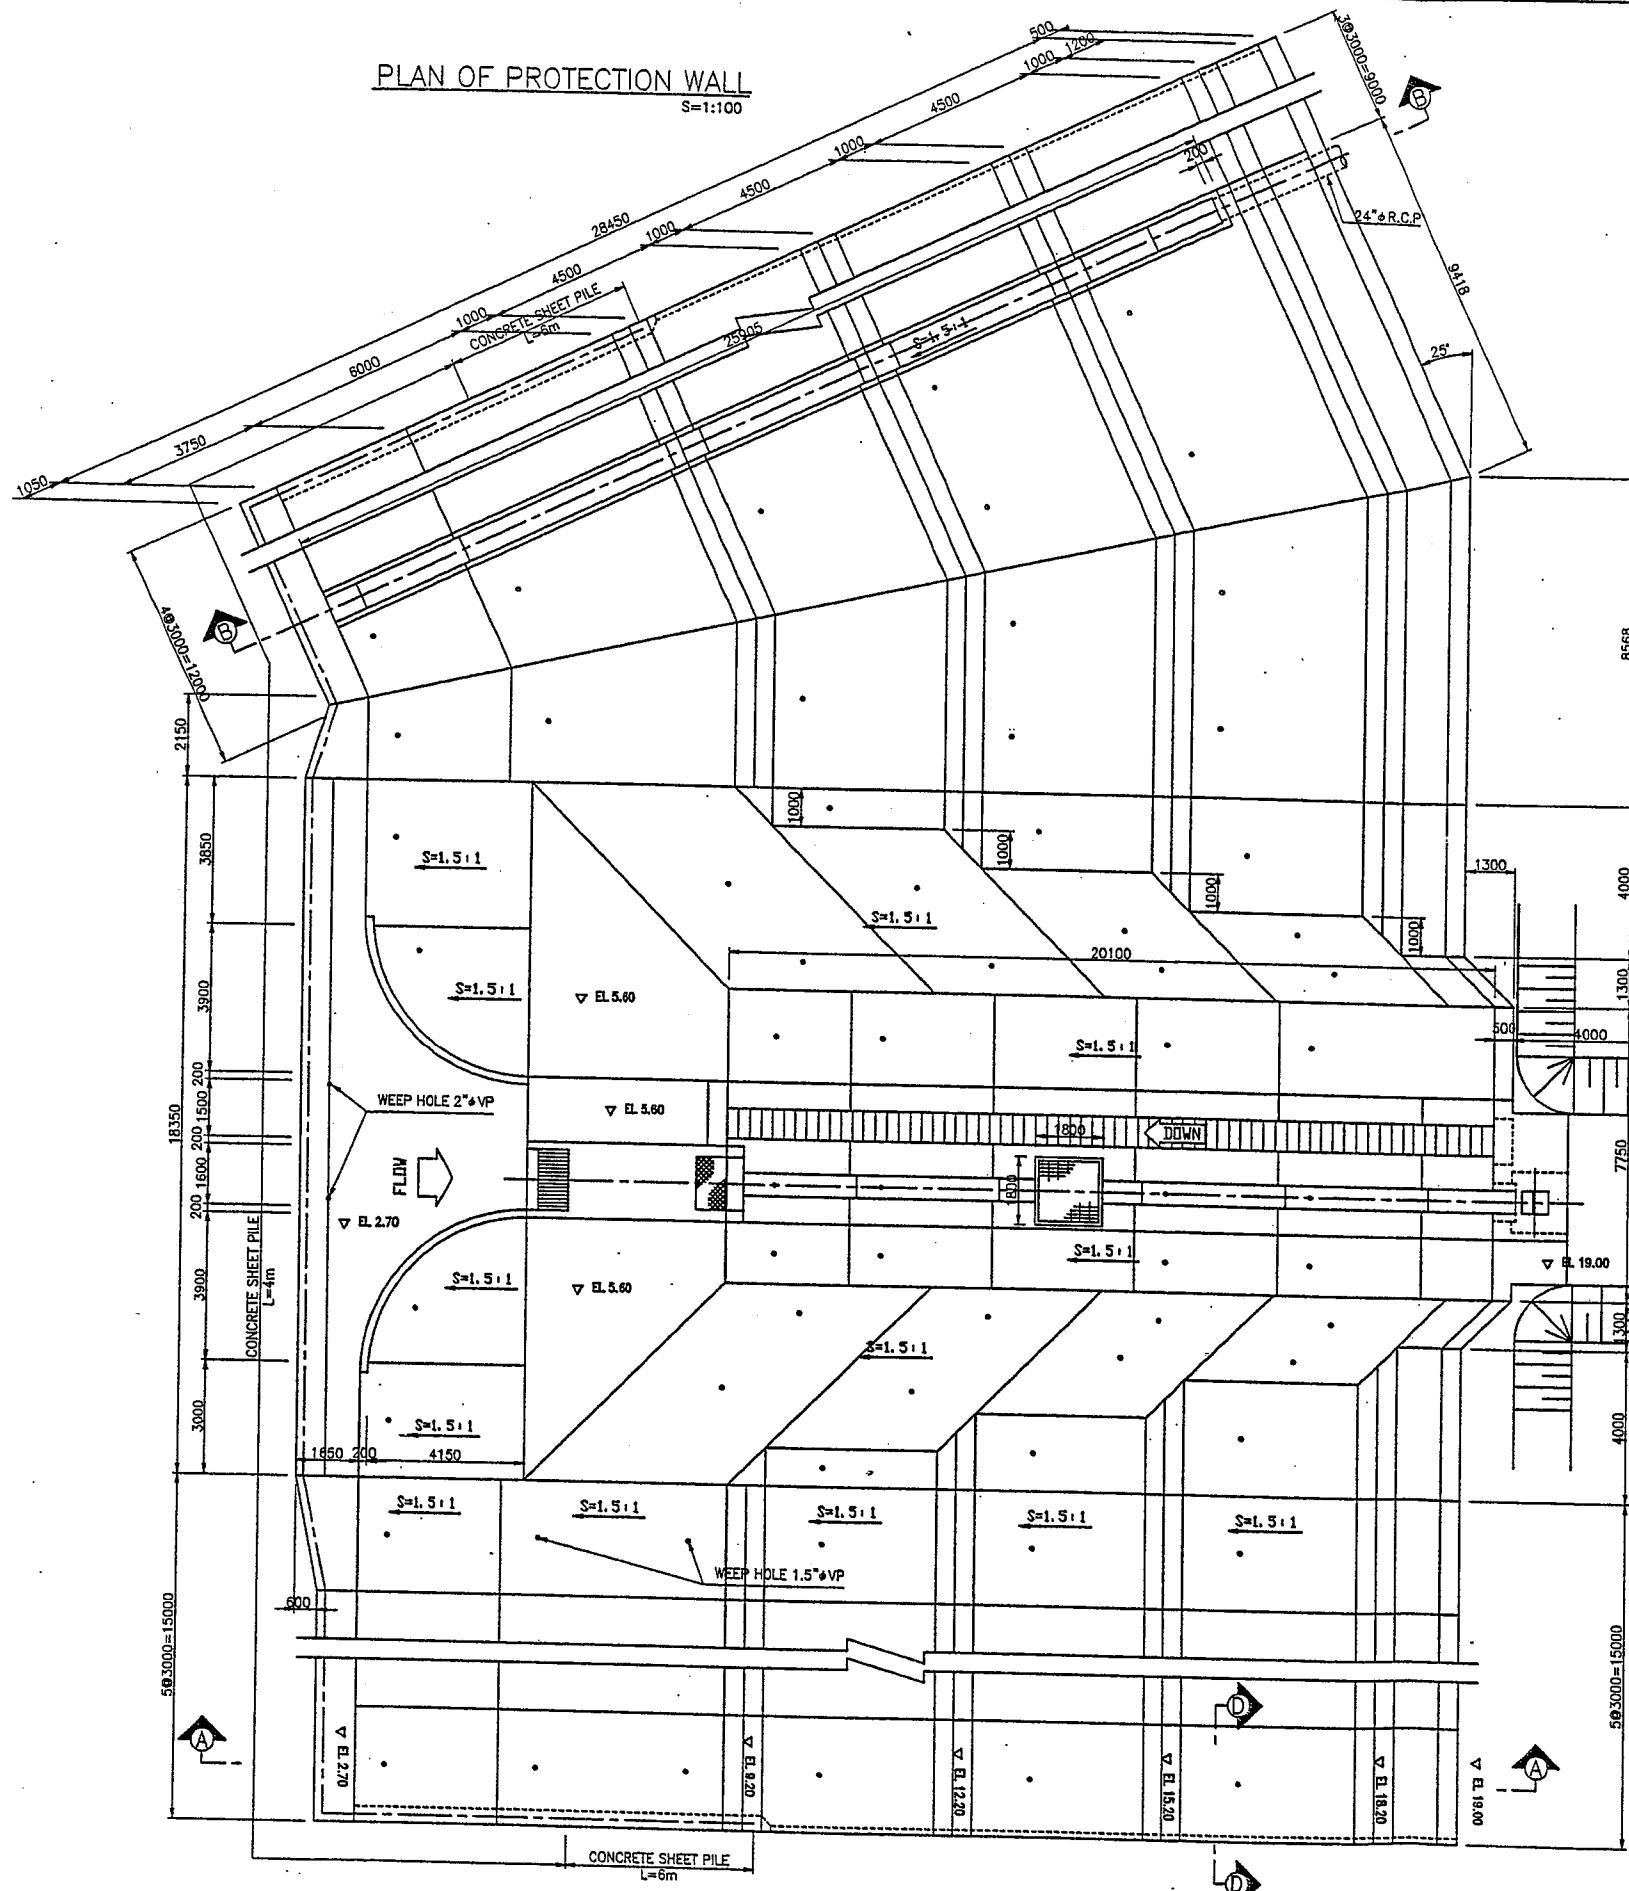 PLAN OF PROTECTION WALL
S=1:100
500
1000 1200
4500
1000
4500
28450
1000
4500
1000
6000
3750
1050
3@3000=9000
B
200
24"φR.C.P
9418
25°
CONCRETE SHEET PILE
L=6m
25905
S=1.5:1
4@3000=12000
B
2150
8568
3850
S=1.5:1
1000
1000
1000
1000
S=1.5:1
1300
4000
20100
3900
S=1.5:1
EL 5.60
1300
500
4000
S=1.5:1
200
1500
WEEP HOLE 2"φVP
EL 5.60
18350
200
1800
DOWN
FLOW
1600
7750
200
EL 2.70
S=1.5:1
EL 19.00
3900
CONCRETE SHEET PILE
L=4m
S=1.5:1
EL 5.60
1300
S=1.5:1
3000
S=1.5:1
4000
200
4150
S=1.5:1
S=1.5:1
S=1.5:1
S=1.5:1
S=1.5:1
WEEP HOLE 1.5"φVP
600
5@3000=15000
5@3000=15000
D
A
EL 2.70
EL 9.20
EL 12.20
EL 15.20
EL 18.20
EL 19.00
A
CONCRETE SHEET PILE
L=6m
D